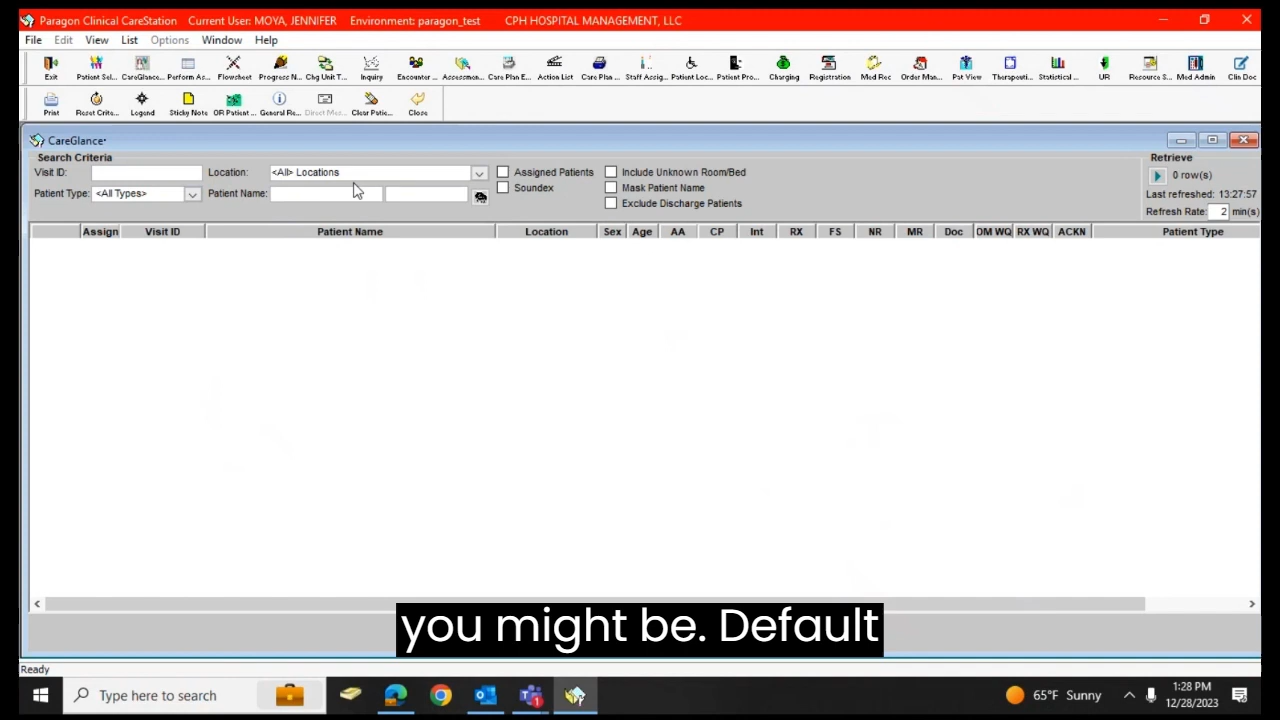 Paragon Clinical CareStation Current User: MOYA, JENNIFER Environment: paragon_test CPH HOSPITAL MANAGEMENT, LLC
File Edit View List Options Window Help
Exit Patient Sel... CareGlance... Perform As... Flowsheet Progress N... Chg Unit T... Inquiry Encounter ... Assessmen... Care Plan E... Action List Care Plan ... Staff Assig... Patient Loc... Patient Pro... Charging Registration Med Rec Order Man... Pat View Therapeuti... Statistical ... UR Resource S... Med Admin Clin Doc
Print Reset Crite... Legend Sticky Note OR Patient ... General Re... Direct Mes... Clear Patie... Close
CareGlance*
Search Criteria Retrieve
Visit ID: Location: <All> Locations Assigned Patients Include Unknown Room/Bed 0 row(s)
Patient Type: <All Types> Patient Name: Soundex Mask Patient Name Last refreshed: 13:27:57
Exclude Discharge Patients Refresh Rate: 2 min(s)
Assign Visit ID Patient Name Location Sex Age AA CP Int RX FS NR MR Doc OM WQ RX WQ ACKN Patient Type
you might be. Default
Ready
Type here to search 65°F Sunny 1:28 PM
12/28/2023